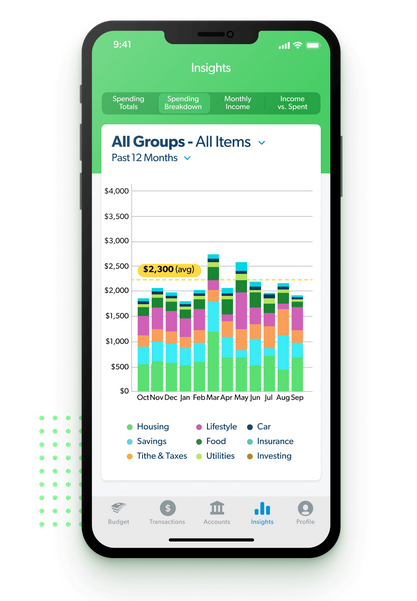 9:41
Insights
Spending Totals
Spending Breakdown
Monthly Income
Income vs. Spent
All Groups - All Items
Past 12 Months
$4,000
$3,500
$3,000
$2,500
$2,300 (avg)
$2,000
$1,500
$1,000
$500
$0
Oct Nov Dec Jan Feb Mar Apr May Jun Jul Aug Sep
Housing Lifestyle Car
Savings Food Insurance
Tithe & Taxes Utilities Investing
$
Budget Transactions Accounts Insights Profile